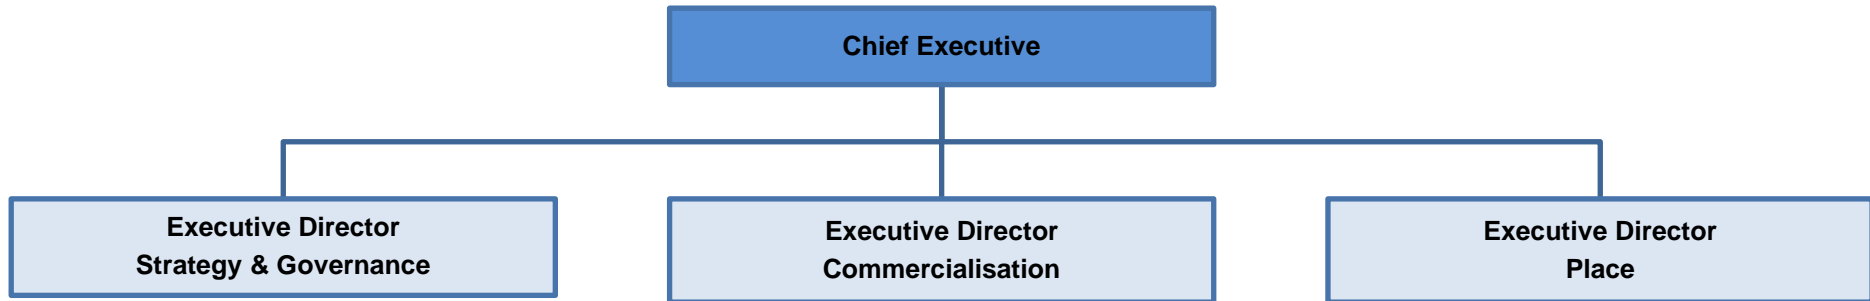 Chief Executive
Executive Director
Strategy & Governance
Executive Director
Commercialisation
Executive Director
Place